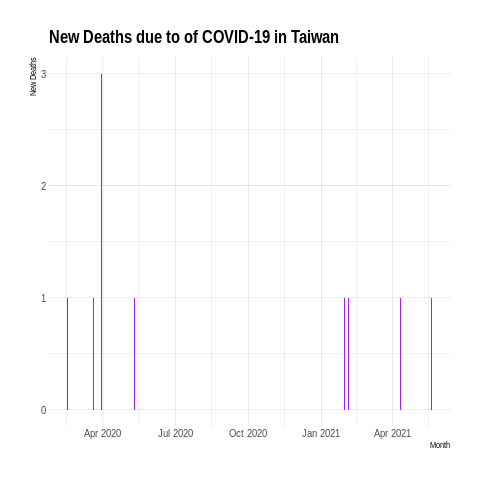 New Deaths due to of COVID-19 in Taiwan
New Deaths
3
2
1
0
Apr 2020 Jul 2020 Oct 2020 Jan 2021 Apr 2021
Month